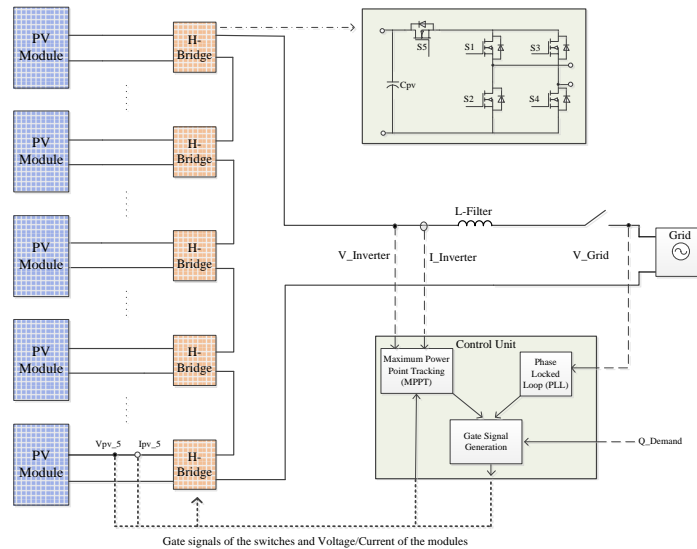 PV
Module
H-
Bridge
PV
Module
H-
Bridge
PV
Module
H-
Bridge
PV
Module
H-
Bridge
PV
Module
Vpv_5
Ipv_5
H-
Bridge
S5
S1
S3
Cpv
S2
S4
L-Filter
V_Inverter
I_Inverter
V_Grid
Grid
Control Unit
Maximum Power
Point Tracking
(MPPT)
Phase
Locked
Loop (PLL)
Gate Signal
Generation
Q_Demand
Gate signals of the switches and Voltage/Current of the modules